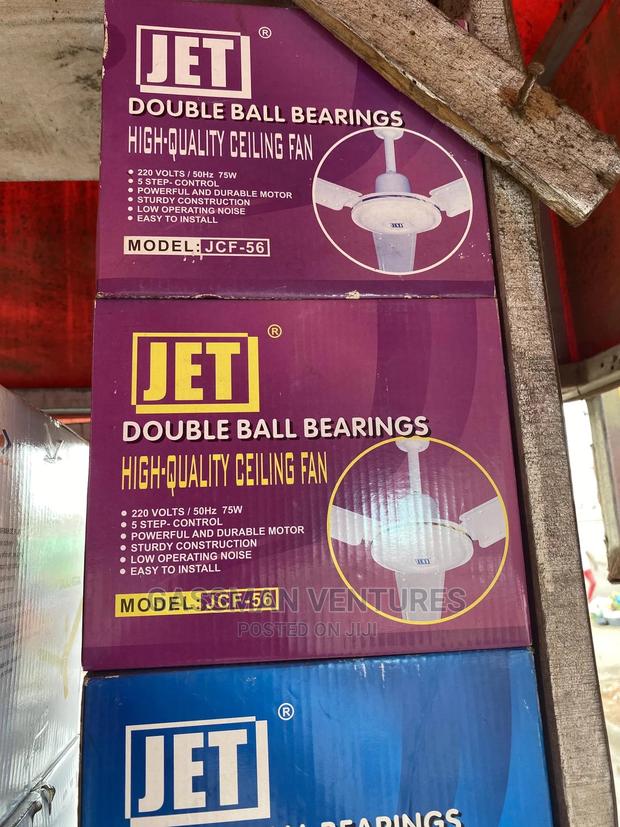 JET®
DOUBLE BALL BEARINGS
HIGH-QUALITY CEILING FAN
• 220 VOLTS / 50Hz 75W
• 5 STEP- CONTROL
• POWERFUL AND DURABLE MOTOR
• STURDY CONSTRUCTION
• LOW OPERATING NOISE
• EASY TO INSTALL
JET
MODEL: JCF-56
JET®
DOUBLE BALL BEARINGS
HIGH-QUALITY CEILING FAN
• 220 VOLTS / 50Hz 75W
• 5 STEP- CONTROL
• POWERFUL AND DURABLE MOTOR
• STURDY CONSTRUCTION
• LOW OPERATING NOISE
• EASY TO INSTALL
JET
MODEL: JCF-56
VENTURES
POSTED ON JIJI
JET®
BEARINGS